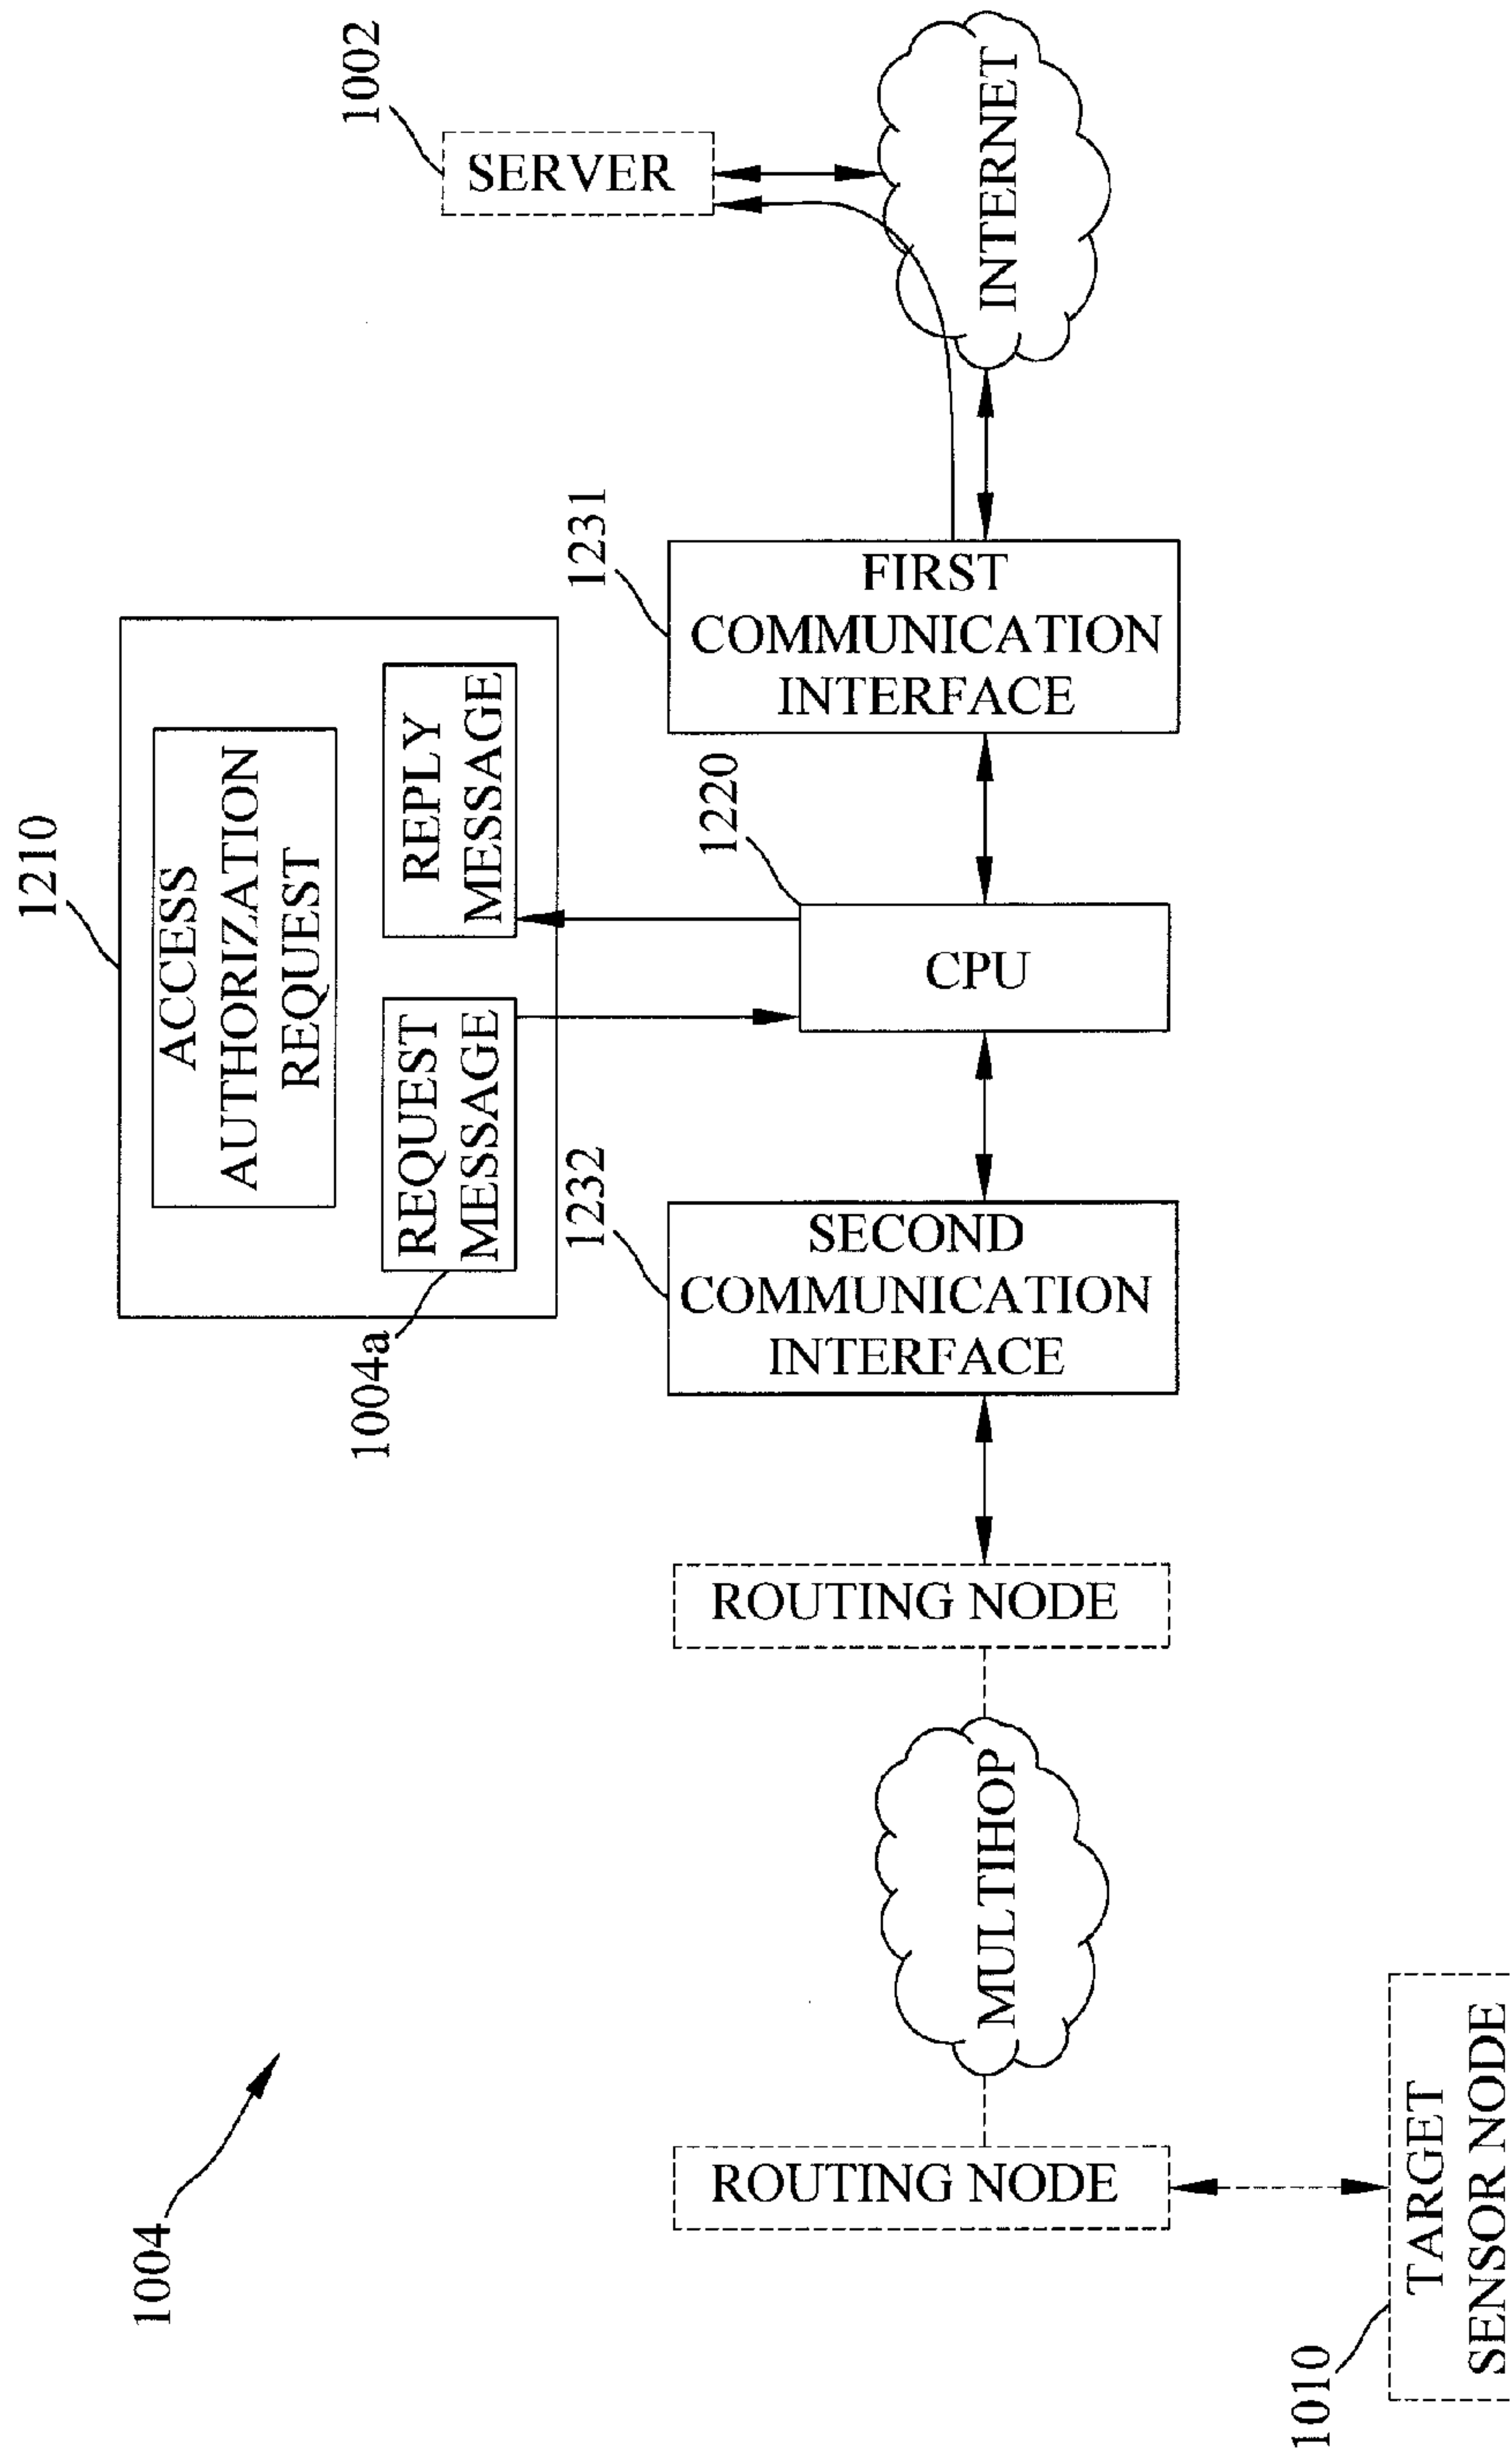 1002
SERVER
INTERNET
1231
FIRST
COMMUNICATION
INTERFACE
1210
ACCESS
AUTHORIZATION
REQUEST
REPLY
MESSAGE
REQUEST
MESSAGE
1004a
1220
CPU
1232
SECOND
COMMUNICATION
INTERFACE
ROUTING NODE
MULTIHOP
ROUTING NODE
1004
1010
TARGET
SENSOR NODE